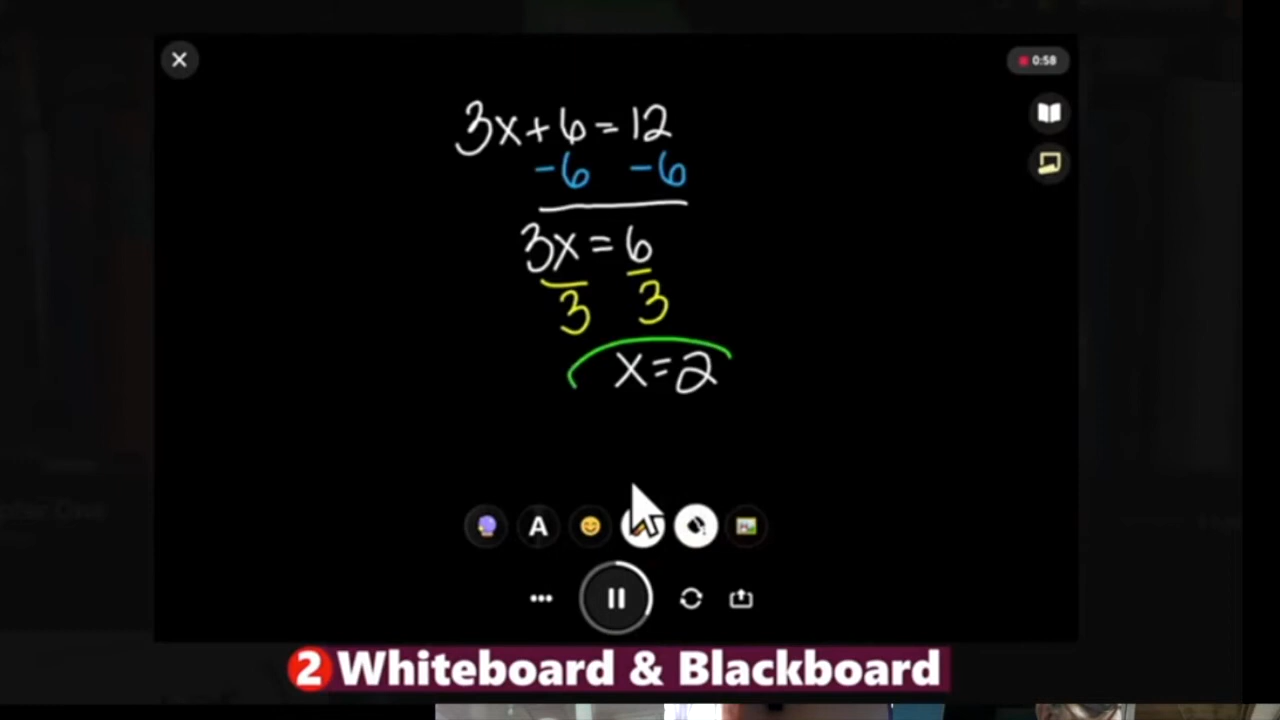 0:58
3x+6=12
-6 -6
3x=6
3 3
x=2
A
2 Whiteboard & Blackboard